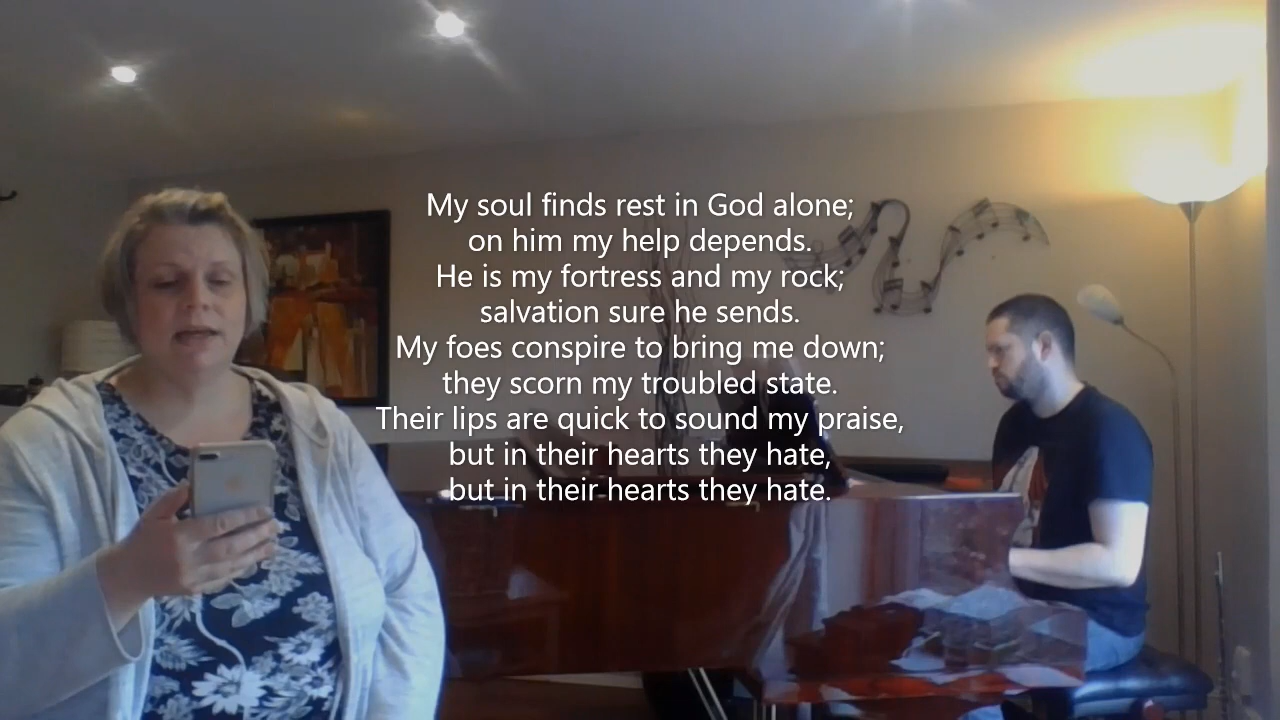 My soul finds rest in God alone;
on him my help depends.
He is my fortress and my rock;
salvation sure he sends.
My foes conspire to bring me down;
they scorn my troubled state.
Their lips are quick to sound my praise,
but in their hearts they hate,
but in their hearts they hate.